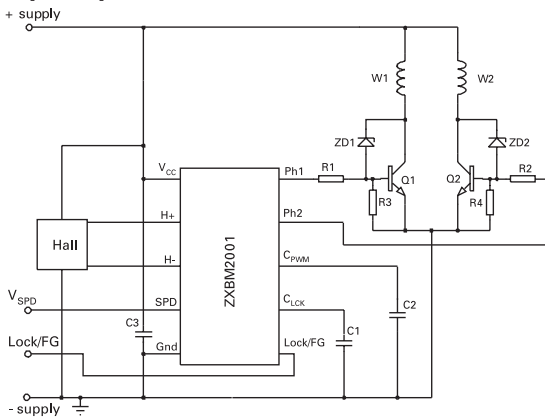 + supply
W1
W2
ZD1
ZD2
VCC
Ph1
R1
Q1
Q2
R2
R3
R4
H+
Ph2
Hall
ZXBM2001
H-
CPWM
VSPD
SPD
CLCK
C2
C3
C1
Lock/FG
Gnd
Lock/FG
- supply